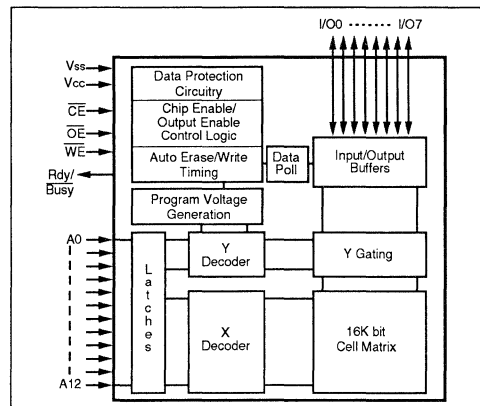 I/O0 -------- I/O7
Vss
Vcc
CE
OE
WE
Rdy/
Busy
A0
A12
Data Protection
Circuitry
Chip Enable/
Output Enable
Control Logic
Auto Erase/Write
Timing
Data
Poll
Input/Output
Buffers
Program Voltage
Generation
Latches
Y
Decoder
Y Gating
X
Decoder
16K bit
Cell Matrix